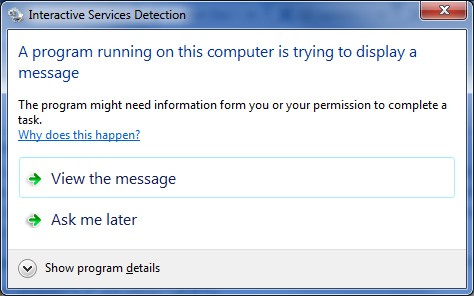 Interactive Services Detection
A program running on this computer is trying to display a
message
The program might need information form you or your permission to complete a
task.
Why does this happen?
View the message
Ask me later
Show program details